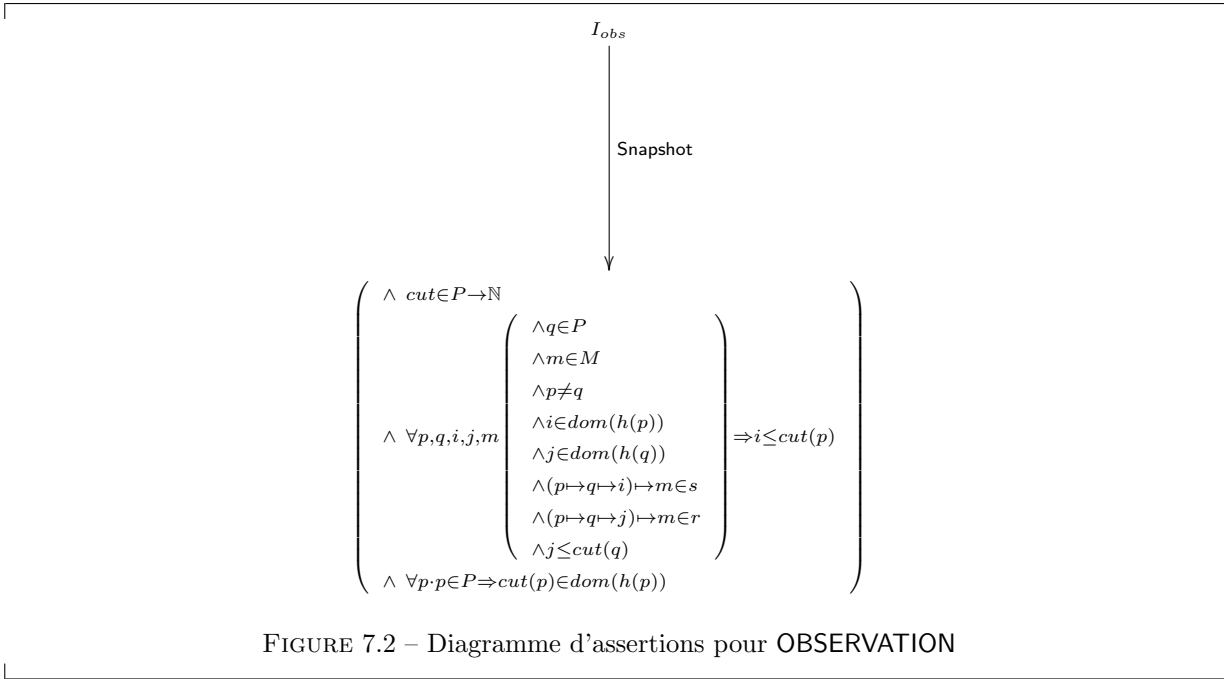 I_obs
Snapshot
∧ cut∈P→ℕ
∧q∈P
∧m∈M
∧p≠q
∧i∈dom(h(p))
∧ ∀p,q,i,j,m ⇒i≤cut(p)
∧j∈dom(h(q))
∧(p↦q↦i)↦m∈s
∧(p↦q↦j)↦m∈r
∧j≤cut(q)
∧ ∀p·p∈P⇒cut(p)∈dom(h(p))
FIGURE 7.2 – Diagramme d'assertions pour OBSERVATION